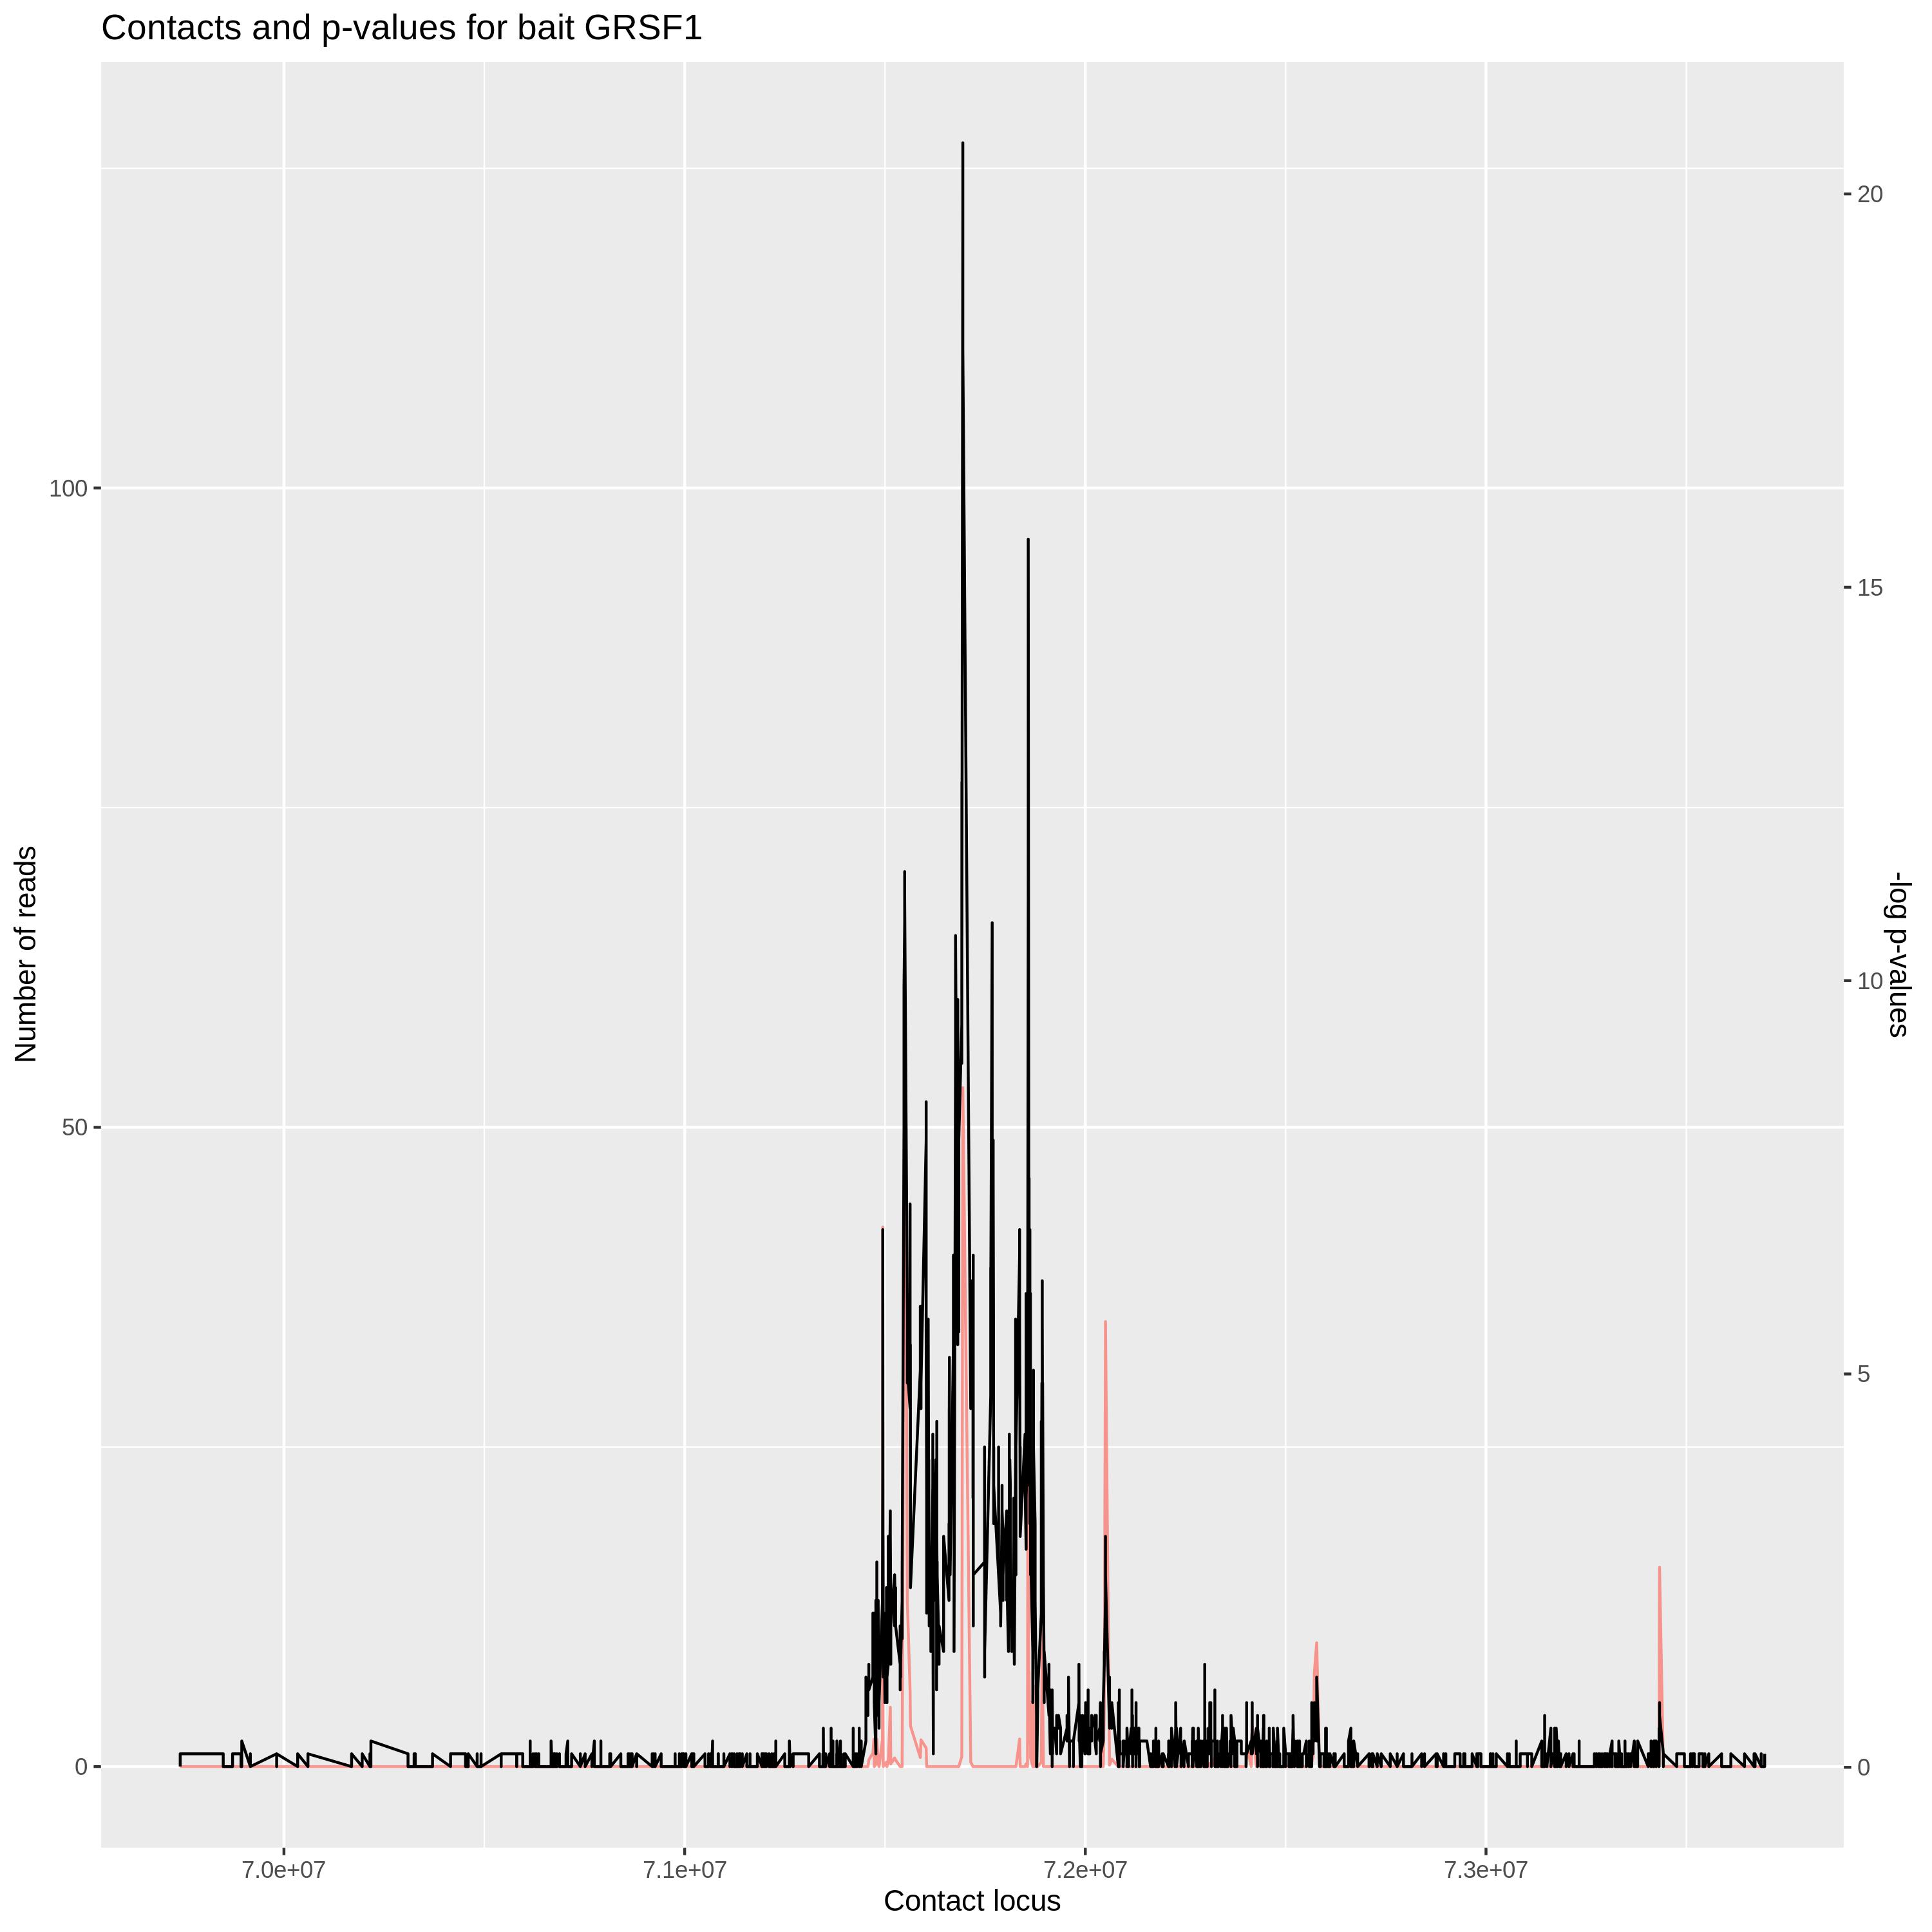 Contacts and p-values for bait GRSF1
Number of reads
100
50
0
20
15
10
5
0
-log p-values
7.0e+07
7.1e+07
7.2e+07
7.3e+07
Contact locus